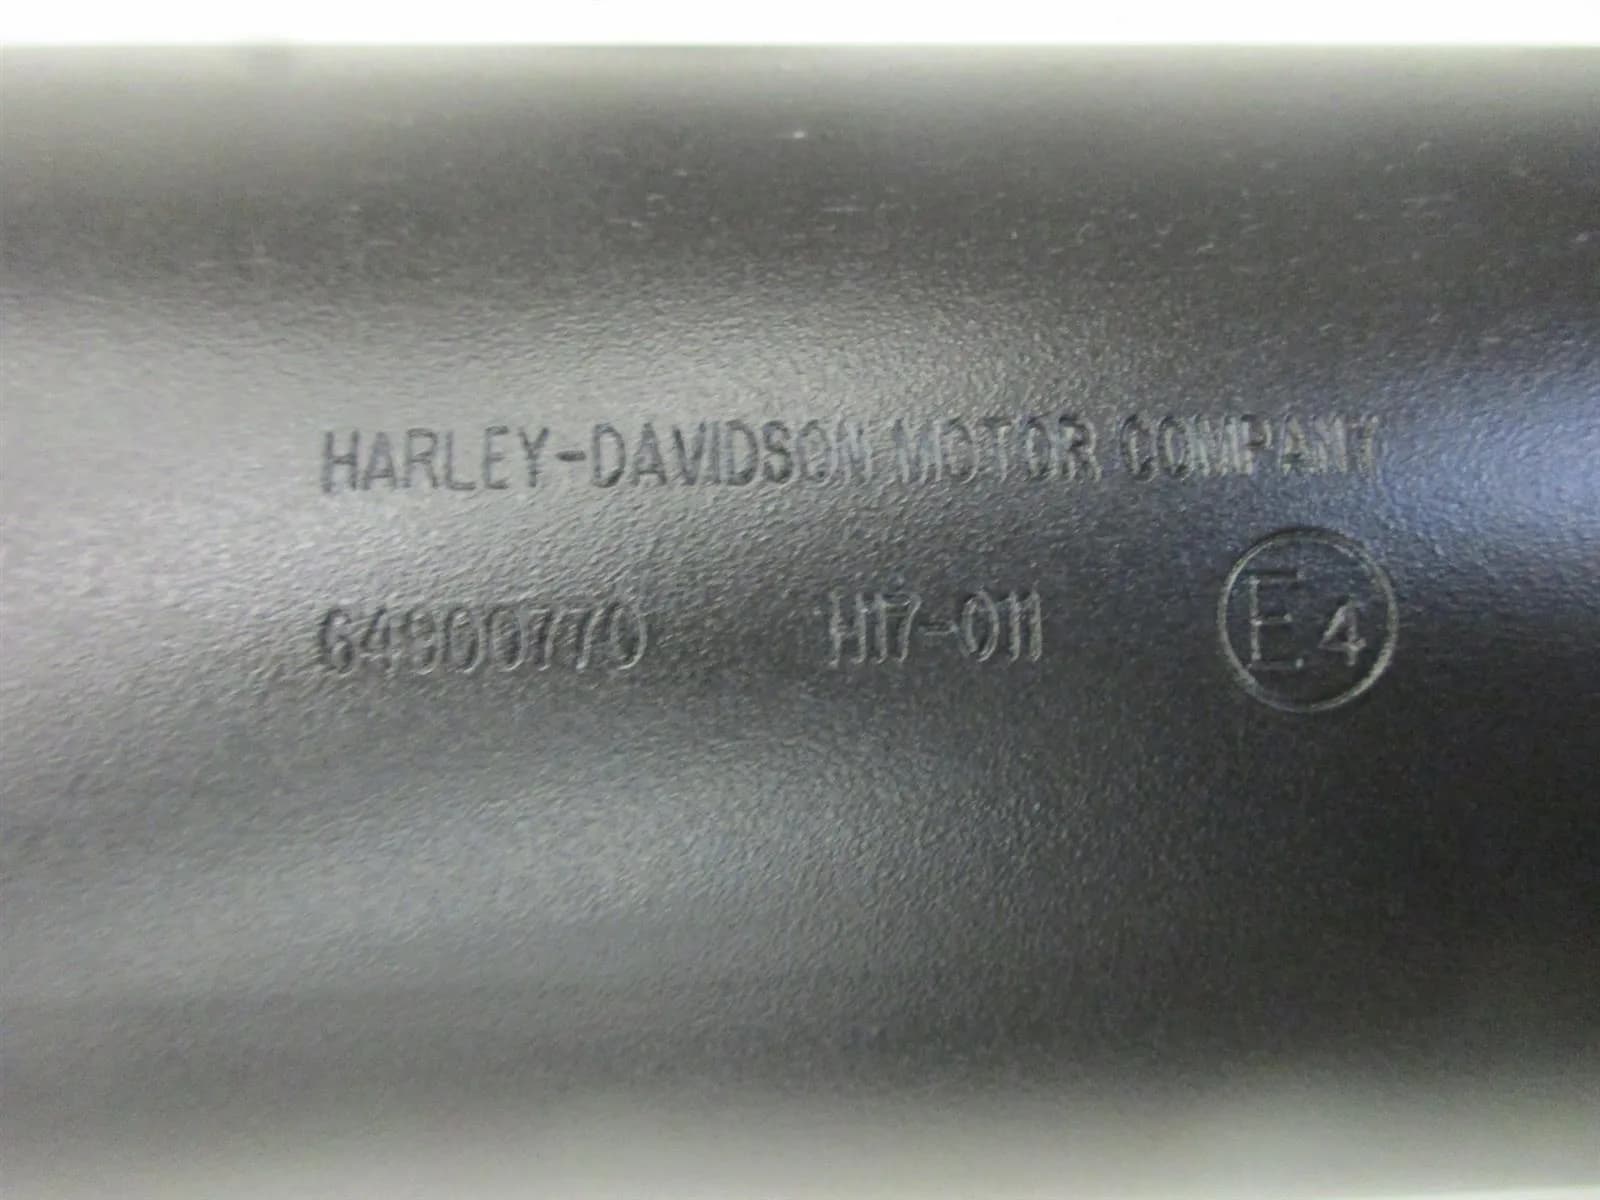 HARLEY-DAVIDSON MOTOR COMPANY
64900770 H17-011 E4